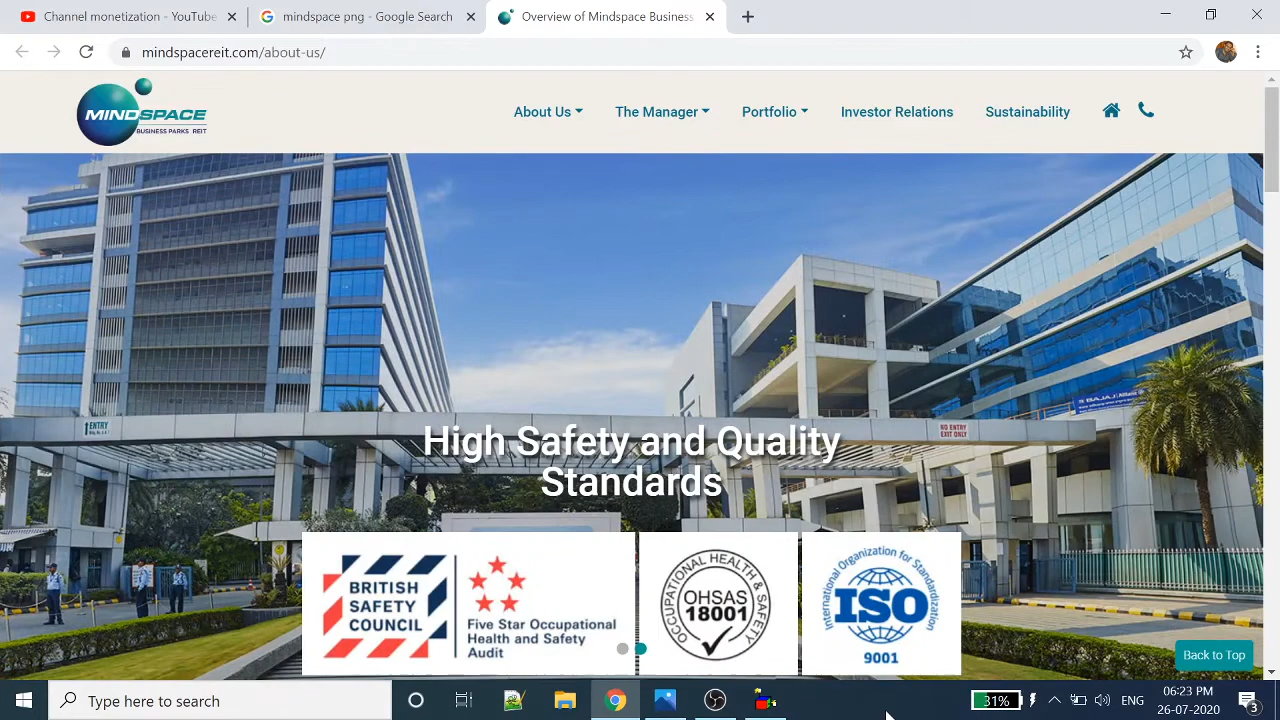 Channel monetization - YouTube
mindspace png - Google Search
Overview of Mindspace Business
mindspacereit.com/about-us/
MINDSPACE
BUSINESS PARKS REIT
About Us
The Manager
Portfolio
Investor Relations
Sustainability
ENTRY
NO ENTRY
EXIT ONLY
High Safety and Quality
Standards
BRITISH
SAFETY
COUNCIL
Five Star Occupational
Health and Safety
Audit
OCCUPATIONAL HEALTH & SAFETY
OHSAS
18001
International Organization for Standardization
ISO
9001
Back to Top
Type here to search
31%
ENG
06:23 PM
26-07-2020
3